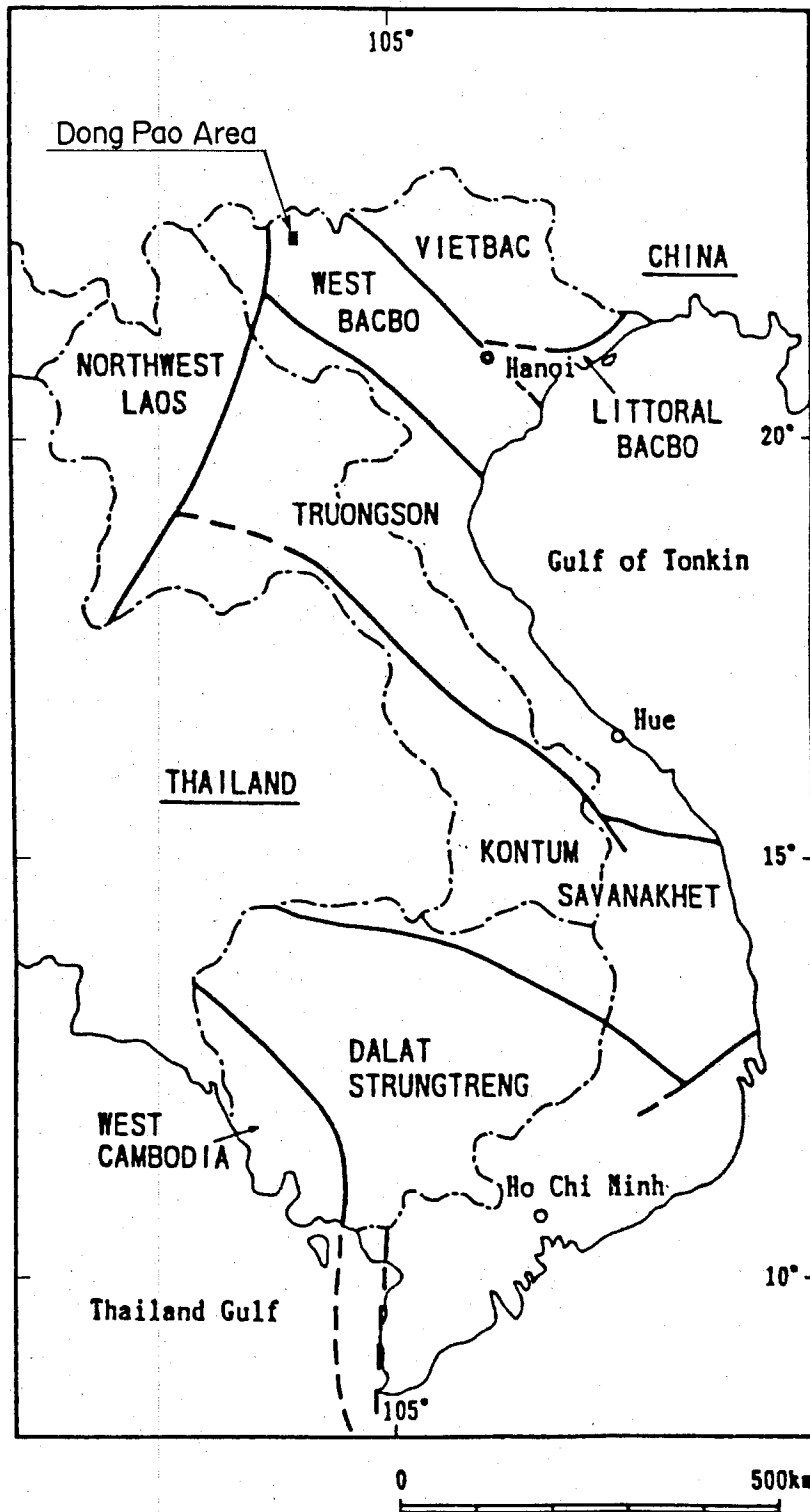 105°
Dong Pao Area
VIETBAC
CHINA
WEST
BACBO
Hanoi
NORTHWEST
LAOS
LITTORAL
BACBO
20°
TRUONGSON
Gulf of Tonkin
Hue
THAILAND
KONTUM
15°
SAVANAKHET
DALAT
STRUNGTRENG
WEST
CAMBODIA
Ho Chi Minh
10°
Thailand Gulf
105°
0
500km